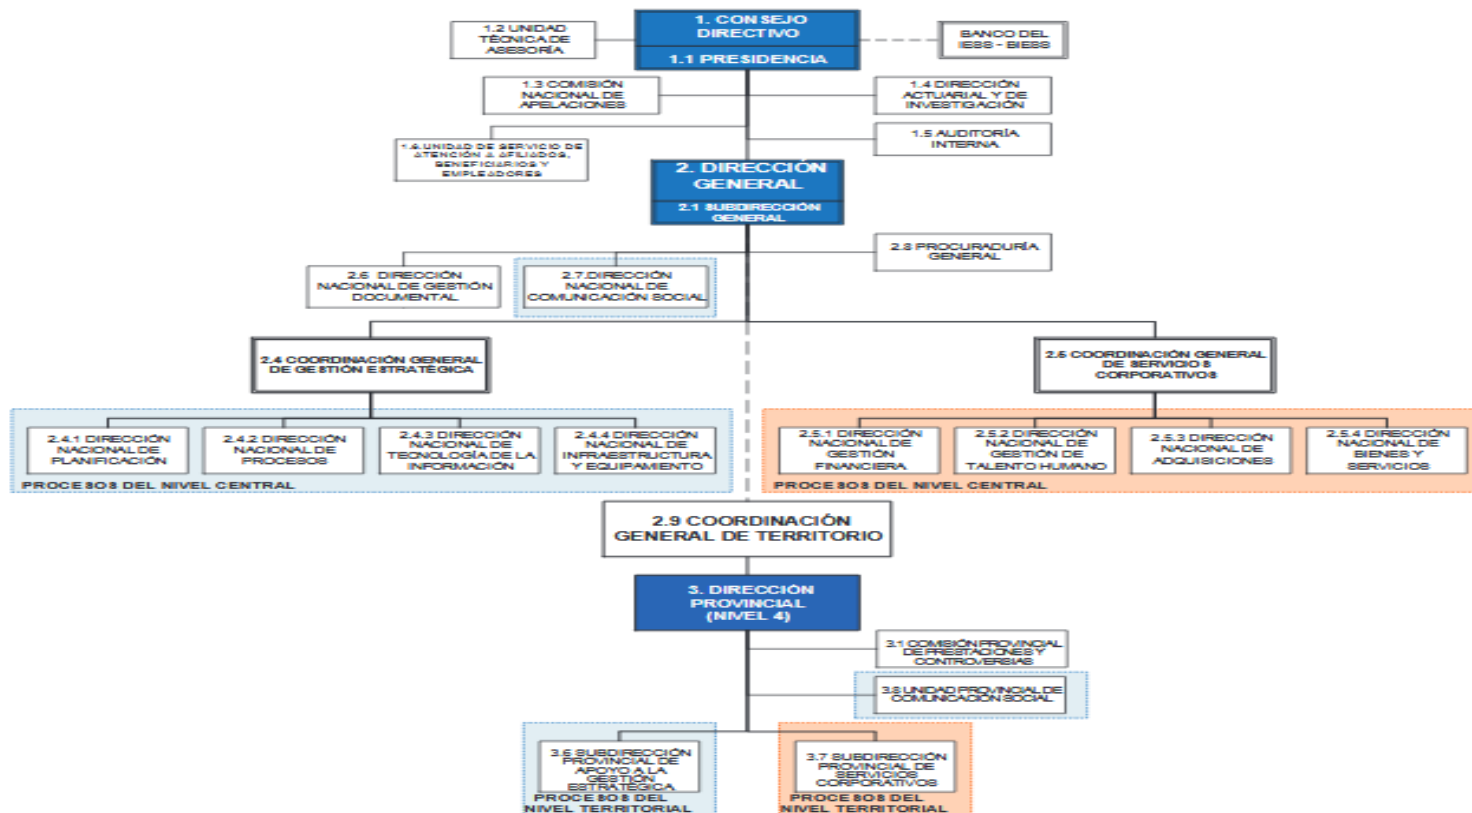 1. CONSEJO
DIRECTIVO
1.1 PRESIDENCIA
1.2 UNIDAD
TÉCNICA DE
ASESORÍA
BANCO DEL
IESS - BIESS
1.3 COMISIÓN
NACIONAL DE
APELACIONES
1.4 DIRECCIÓN
ACTUARIAL Y DE
INVESTIGACIÓN
1.6.UNIDAD DE SERVICIO DE
ATENCIÓN A AFILIADOS,
BENEFICIARIOS Y
EMPLEADORES
1.5 AUDITORÍA
INTERNA
2. DIRECCIÓN
GENERAL
2.1 SUBDIRECCIÓN
GENERAL
2.8 PROCURADURÍA
GENERAL
2.6 DIRECCIÓN
NACIONAL DE GESTIÓN
DOCUMENTAL
2.7.DIRECCIÓN
NACIONAL DE
COMUNICACIÓN SOCIAL
2.4 COORDINACIÓN GENERAL
DE GESTIÓN ESTRATÉGICA
2.5 COORDINACIÓN GENERAL
DE SERVICIOS
CORPORATIVOS
2.4.1 DIRECCIÓN
NACIONAL DE
PLANIFICACIÓN
2.4.2 DIRECCIÓN
NACIONAL DE
PROCESOS
2.4.3 DIRECCIÓN
NACIONAL DE
TECNOLOGÍA DE LA
INFORMACIÓN
2.4.4 DIRECCIÓN
NACIONAL DE
INFRAESTRUCTURA
Y EQUIPAMIENTO
PROCESOS DEL NIVEL CENTRAL
2.5.1 DIRECCIÓN
NACIONAL DE
GESTIÓN
FINANCIERA
2.5.2 DIRECCIÓN
NACIONAL DE
GESTIÓN DE
TALENTO HUMANO
2.5.3 DIRECCIÓN
NACIONAL DE
ADQUISICIONES
2.5.4 DIRECCIÓN
NACIONAL DE
BIENES Y
SERVICIOS
PROCESOS DEL NIVEL CENTRAL
2.9 COORDINACIÓN
GENERAL DE TERRITORIO
3. DIRECCIÓN
PROVINCIAL
(NIVEL 4)
3.1 COMISIÓN PROVINCIAL
DE PRESTACIONES Y
CONTROVERSIAS
3.8 UNIDAD PROVINCIAL DE
COMUNICACIÓN SOCIAL
3.6 SUBDIRECCIÓN
PROVINCIAL DE
APOYO A LA
GESTIÓN
ESTRATÉGICA
PROCESOS DEL
NIVEL TERRITORIAL
3.7 SUBDIRECCIÓN
PROVINCIAL DE
SERVICIOS
CORPORATIVOS
PROCESOS DEL
NIVEL TERRITORIAL